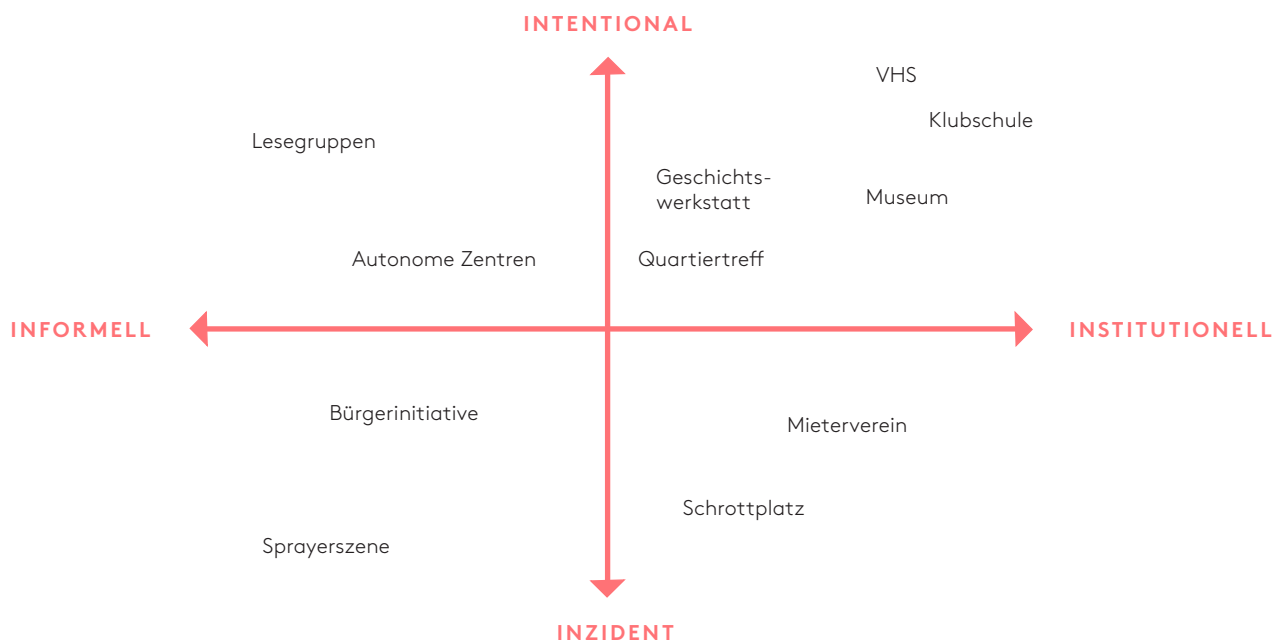 INTENTIONAL
VHS
Klubschule
Lesegruppen
Geschichts-
werkstatt
Museum
Autonome Zentren
Quartiertreff
INFORMELL
INSTITUTIONELL
Bürgerinitiative
Mieterverein
Schrottplatz
Sprayerszene
INZIDENT